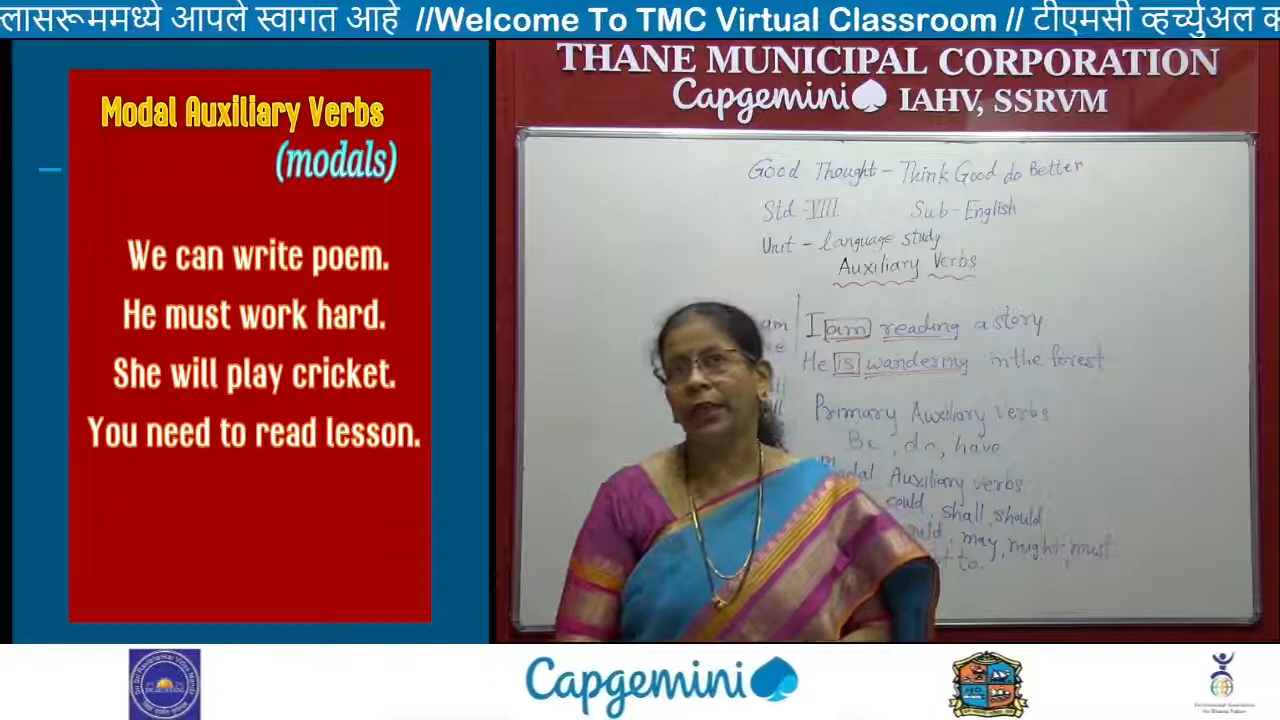 लासरूममध्ये आपले स्वागत आहे //Welcome To TMC Virtual Classroom // टीएमसी व्हर्च्युअल क
Modal Auxiliary Verbs
(modals)
We can write poem.
He must work hard.
She will play cricket.
You need to read lesson.
THANE MUNICIPAL CORPORATION
Capgemini IAHV, SSRVM
Good Thought - Think Good do Better
Std - VIII Sub - English
Unit - language study
Auxiliary Verbs
am I am reading a story
He is wandering in the forest
Primary Auxiliary verbs
Be, do, have
Modal Auxiliary verbs
could, shall, should
may, might, must
to.
Capgemini